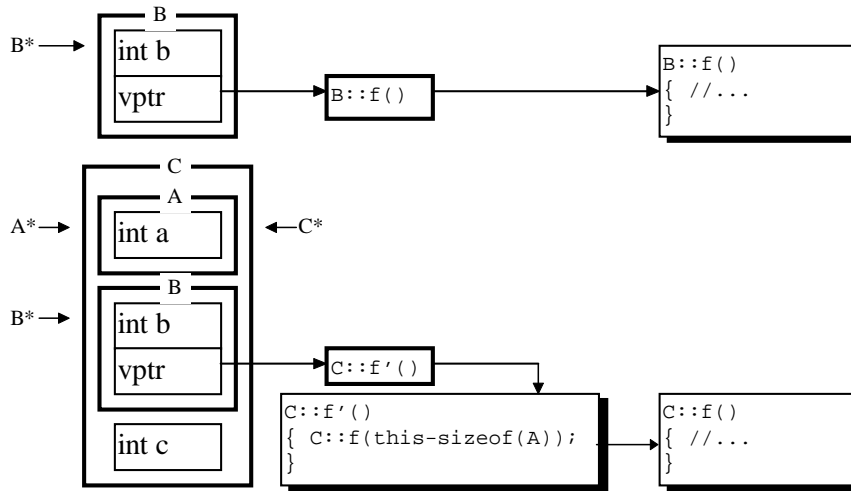 B
B*
int b
vptr
B::f()
B::f()
{ //...
}
C
A
A*
int a
C*
B
B*
int b
vptr
C::f'()
C::f'()
{ C::f(this-sizeof(A));
}
C::f()
{ //...
}
int c